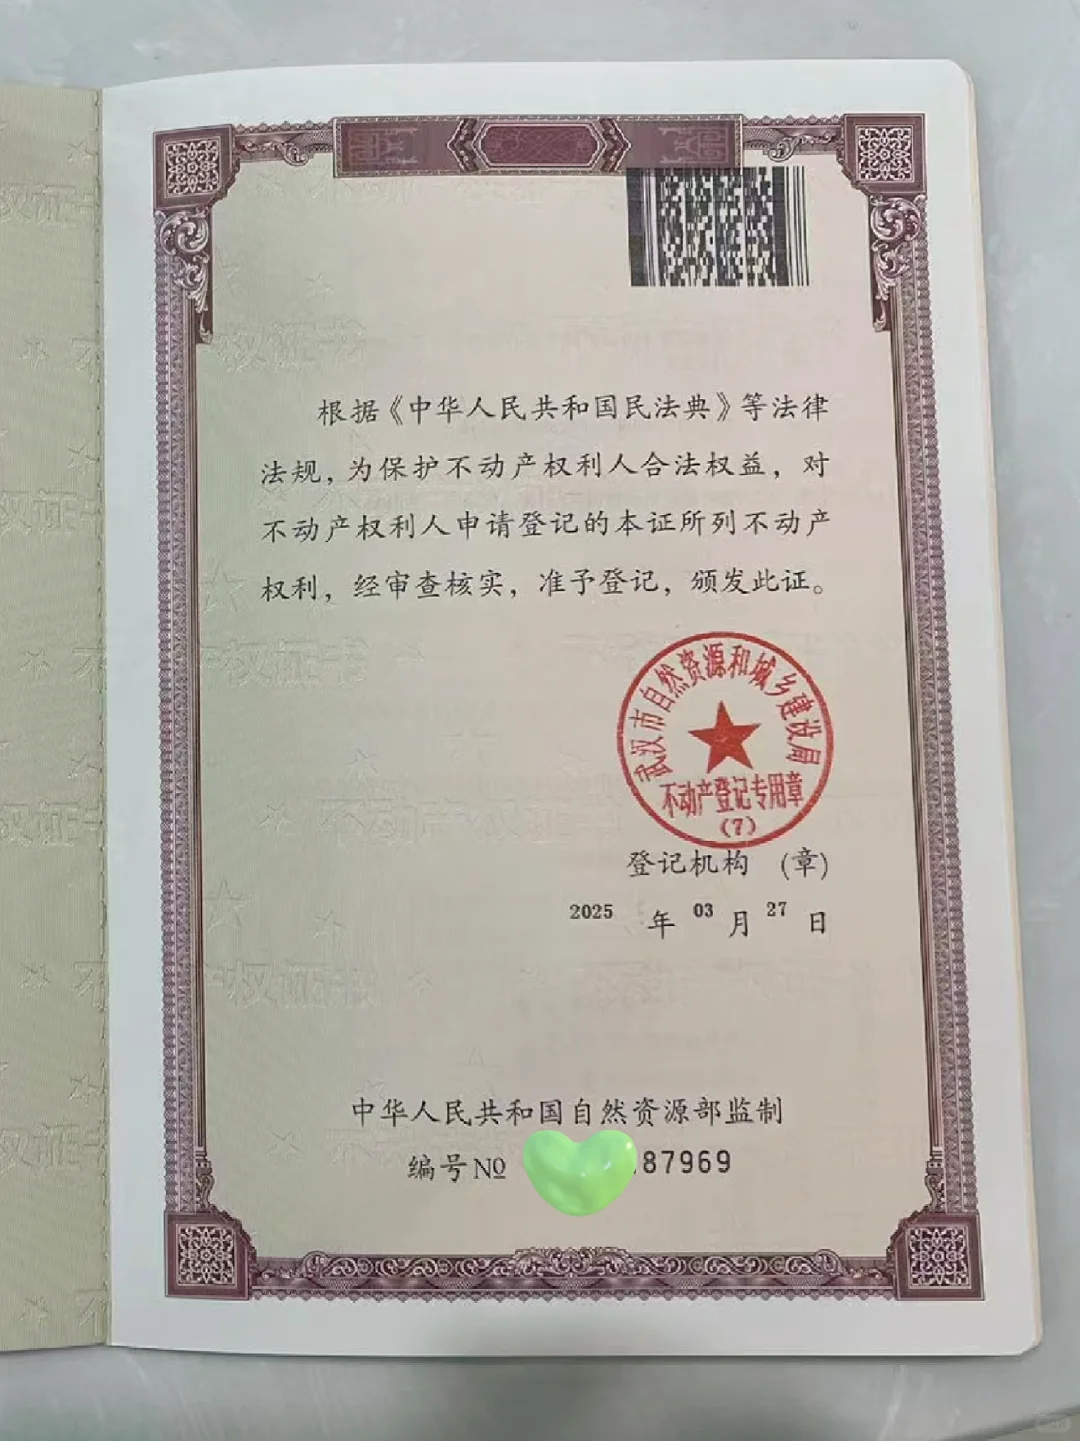 根据《中华人民共和国民法典》等法律
法规，为保护不动产权利人合法权益，对
不动产权利人申请登记的本证所列不动产
权利，经审查核实，准予登记，颁发此证。
武汉市自然资源和城乡建设局
不动产登记专用章
(7)
登记机构 (章)
2025 年 03 月 27 日
中华人民共和国自然资源部监制
编号№ 87969